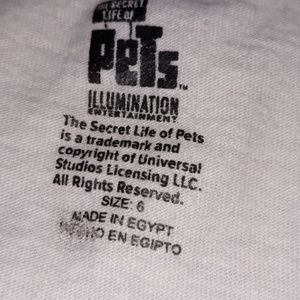 THE SECRET
LIFE OF
PETS™
ILLUMINATION
ENTERTAINMENT
The Secret Life of Pets
is a trademark and
copyright of Universal
Studios Licensing LLC.
All Rights Reserved.
SIZE: 6
MADE IN EGYPT
HECHO EN EGIPTO